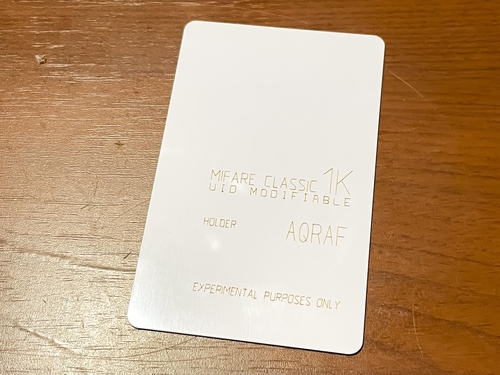 MIFARE CLASSIC 1K
UID MODIFIABLE
HOLDER AQRAF
EXPERIMENTAL PURPOSES ONLY